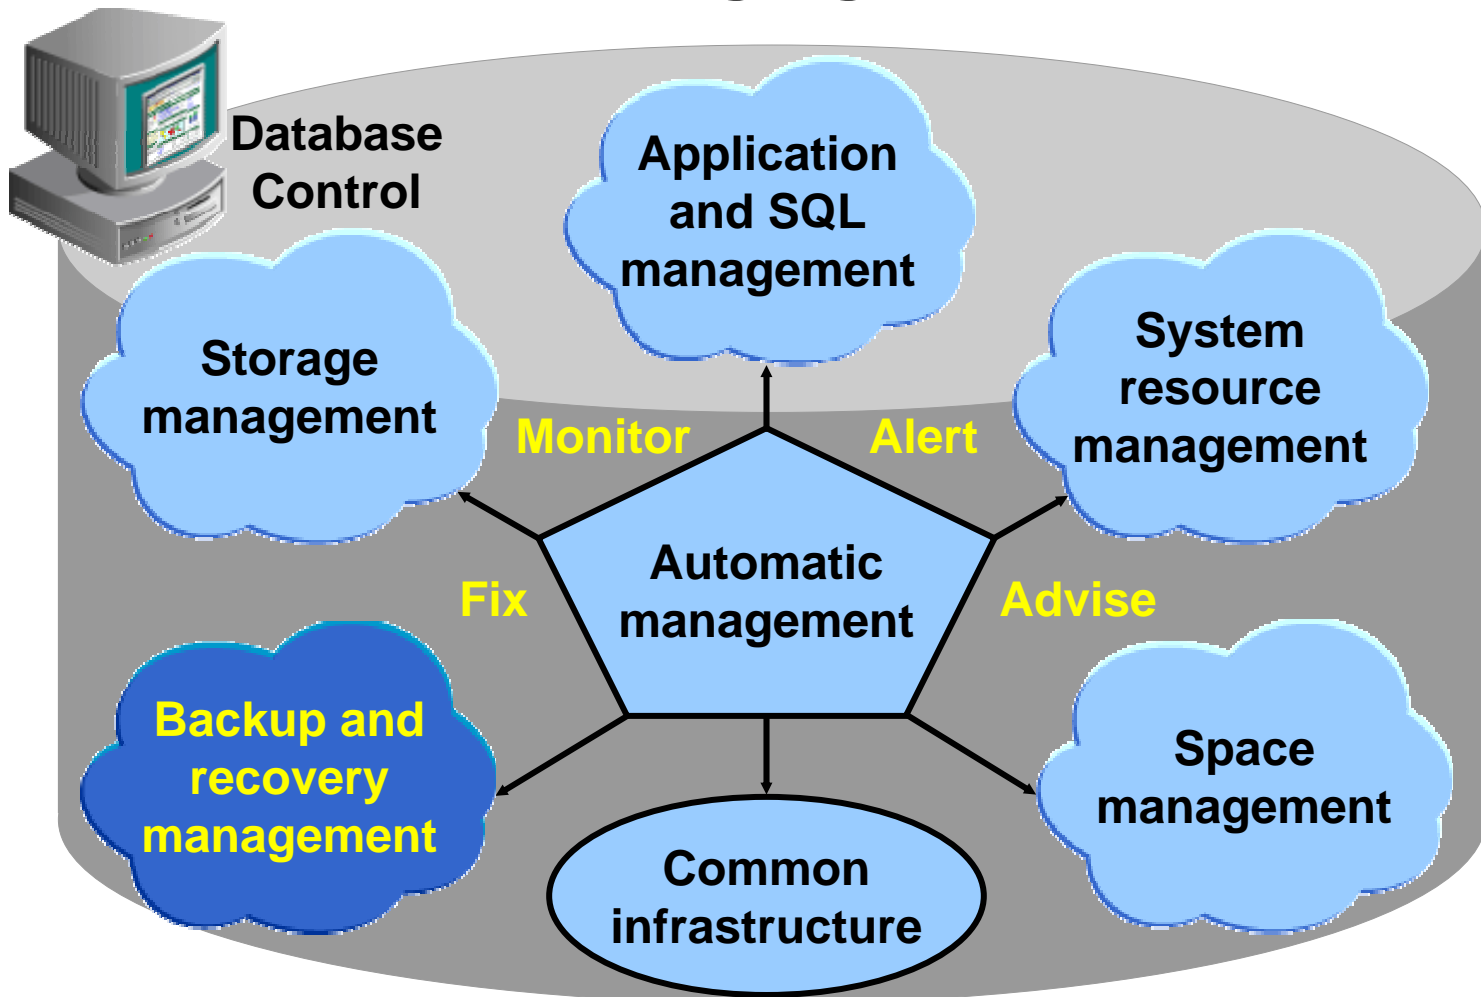 Database
Control
Application
and SQL
management
System
resource
management
Storage
management
Monitor
Alert
Automatic
management
Fix
Advise
Backup and
recovery
management
Space
management
Common
infrastructure